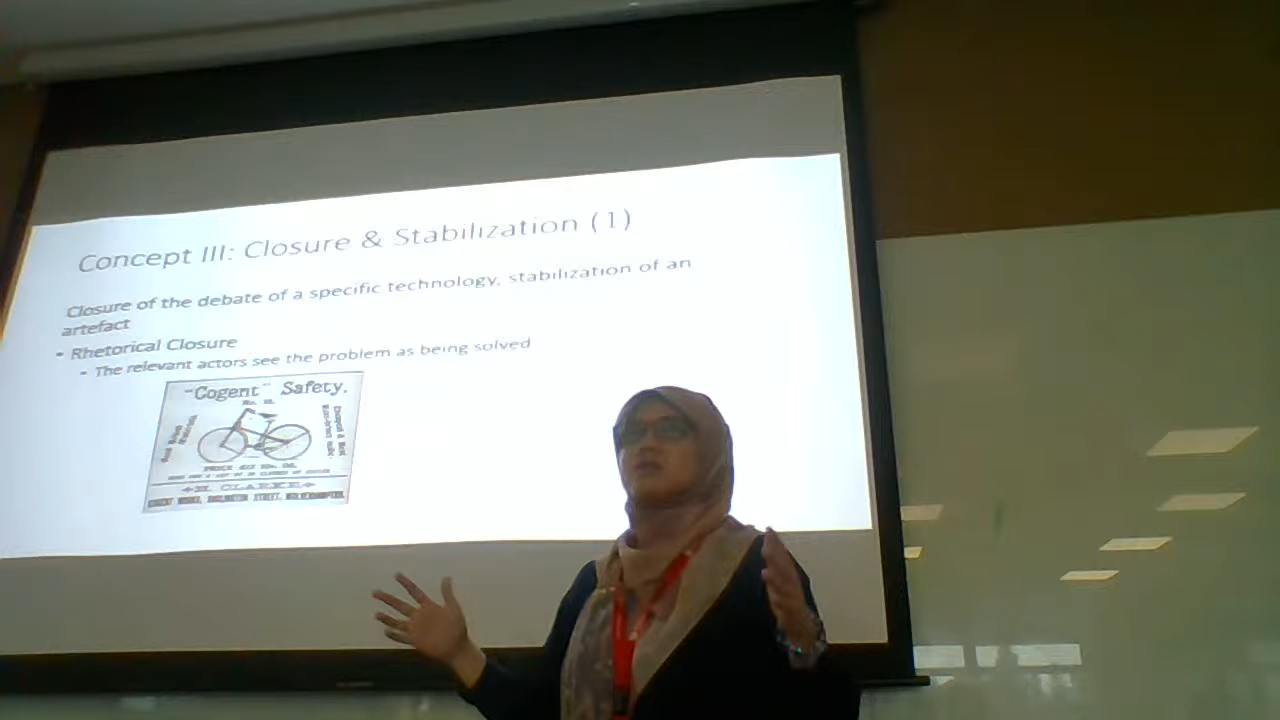 Concept III: Closure & Stabilization (1)
Closure of the debate of a specific technology, stabilization of an
artefact
• Rhetorical Closure
• The relevant actors see the problem as being solved
"Cogent" Safety.
H. CLARKE